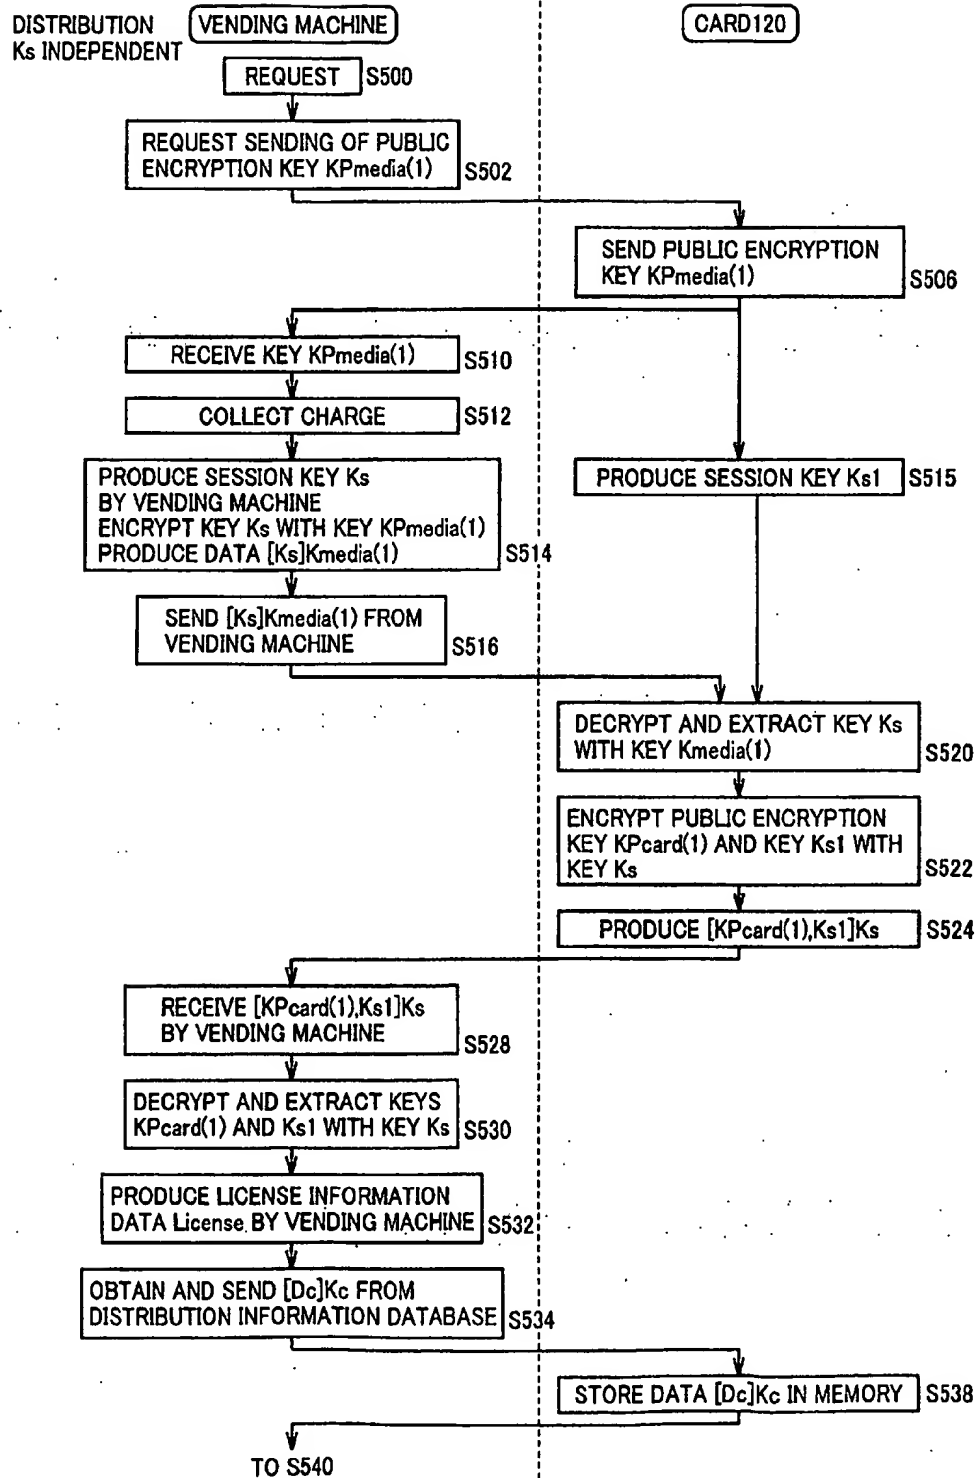 DISTRIBUTION
Ks INDEPENDENT
VENDING MACHINE
CARD120
REQUEST
S500
REQUEST SENDING OF PUBLIC
ENCRYPTION KEY KPmedia(1)
S502
SEND PUBLIC ENCRYPTION
KEY KPmedia(1)
S506
RECEIVE KEY KPmedia(1)
S510
COLLECT CHARGE
S512
PRODUCE SESSION KEY Ks
BY VENDING MACHINE
ENCRYPT KEY Ks WITH KEY KPmedia(1)
PRODUCE DATA [Ks]Kmedia(1)
S514
PRODUCE SESSION KEY Ks1
S515
SEND [Ks]Kmedia(1) FROM
VENDING MACHINE
S516
DECRYPT AND EXTRACT KEY Ks
WITH KEY Kmedia(1)
S520
ENCRYPT PUBLIC ENCRYPTION
KEY KPcard(1) AND KEY Ks1 WITH
KEY Ks
S522
PRODUCE [KPcard(1),Ks1]Ks
S524
RECEIVE [KPcard(1),Ks1]Ks
BY VENDING MACHINE
S528
DECRYPT AND EXTRACT KEYS
KPcard(1) AND Ks1 WITH KEY Ks
S530
PRODUCE LICENSE INFORMATION
DATA License BY VENDING MACHINE
S532
OBTAIN AND SEND [Dc]Kc FROM
DISTRIBUTION INFORMATION DATABASE
S534
STORE DATA [Dc]Kc IN MEMORY
S538
TO S540